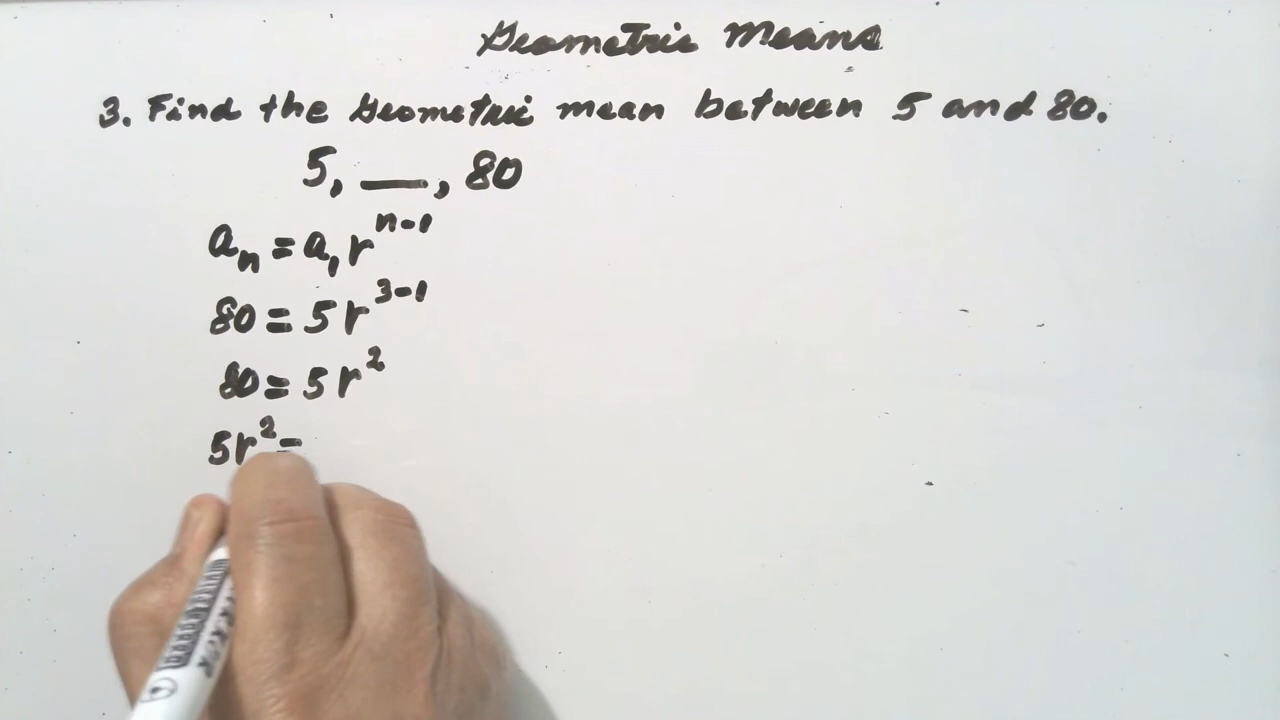 Geometric Means
3. Find the Geometric mean between 5 and 80.
5, __, 80
aₙ = a₁rⁿ⁻¹
80 = 5r³⁻¹
80 = 5r²
5r² =